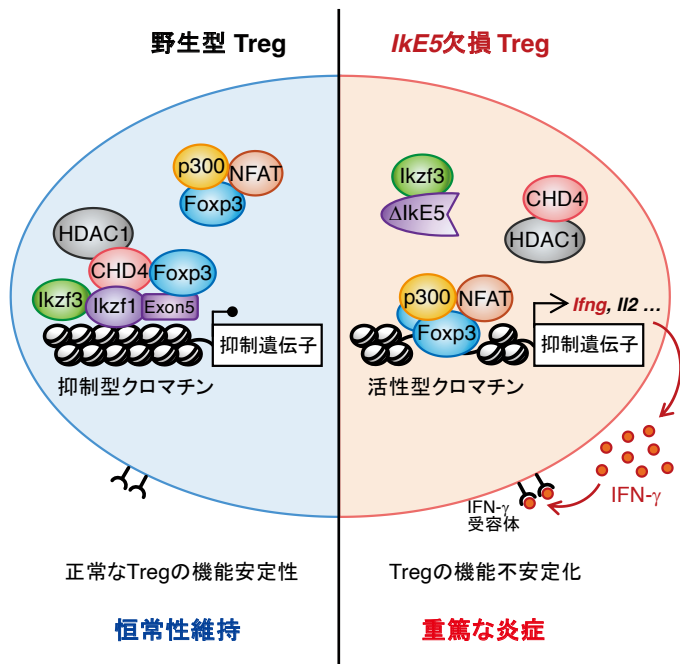 野生型 Treg
p300
NFAT
Foxp3
HDAC1
CHD4
Foxp3
Ikzf3
Ikzf1
Exon5
抑制遺伝子
抑制型クロマチン
正常なTregの機能安定性
恒常性維持
IkE5欠損 Treg
Ikzf3
ΔIkE5
CHD4
HDAC1
p300
NFAT
Foxp3
Ifng, Il2 ...
抑制遺伝子
活性型クロマチン
IFN-γ
IFN-γ
受容体
Tregの機能不安定化
重篤な炎症